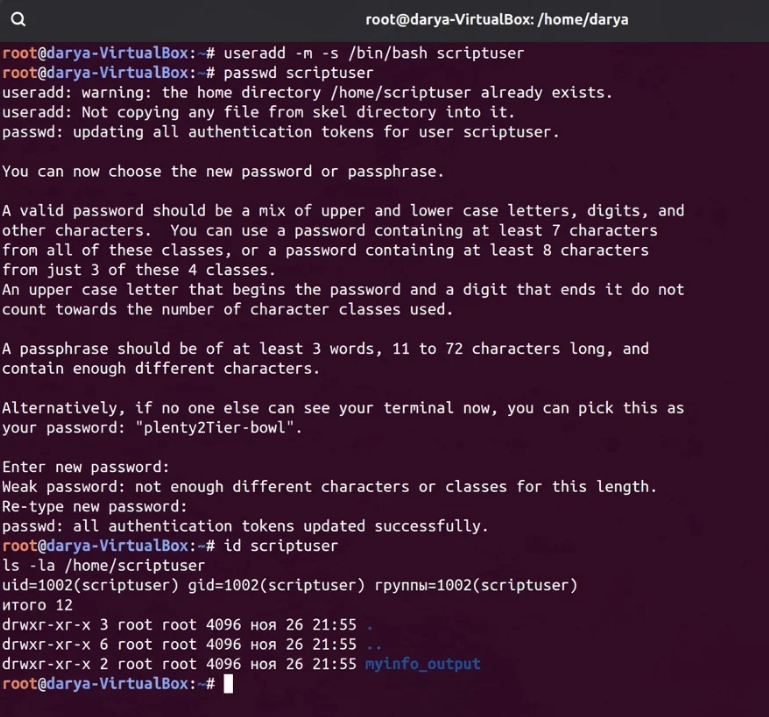 root@darya-VirtualBox: /home/darya
root@darya-VirtualBox:~# useradd -m -s /bin/bash scriptuser
root@darya-VirtualBox:~# passwd scriptuser
useradd: warning: the home directory /home/scriptuser already exists.
useradd: Not copying any file from skel directory into it.
passwd: updating all authentication tokens for user scriptuser.
You can now choose the new password or passphrase.
A valid password should be a mix of upper and lower case letters, digits, and
other characters.  You can use a password containing at least 7 characters
from all of these classes, or a password containing at least 8 characters
from just 3 of these 4 classes.
An upper case letter that begins the password and a digit that ends it do not
count towards the number of character classes used.
A passphrase should be of at least 3 words, 11 to 72 characters long, and
contain enough different characters.
Alternatively, if no one else can see your terminal now, you can pick this as
your password: "plenty2Tier-bowl".
Enter new password:
Weak password: not enough different characters or classes for this length.
Re-type new password:
passwd: all authentication tokens updated successfully.
root@darya-VirtualBox:~# id scriptuser
ls -la /home/scriptuser
uid=1002(scriptuser) gid=1002(scriptuser) группы=1002(scriptuser)
итого 12
drwxr-xr-x 3 root root 4096 ноя 26 21:55 .
drwxr-xr-x 6 root root 4096 ноя 26 21:55 ..
drwxr-xr-x 2 root root 4096 ноя 26 21:55 myinfo_output
root@darya-VirtualBox:~#